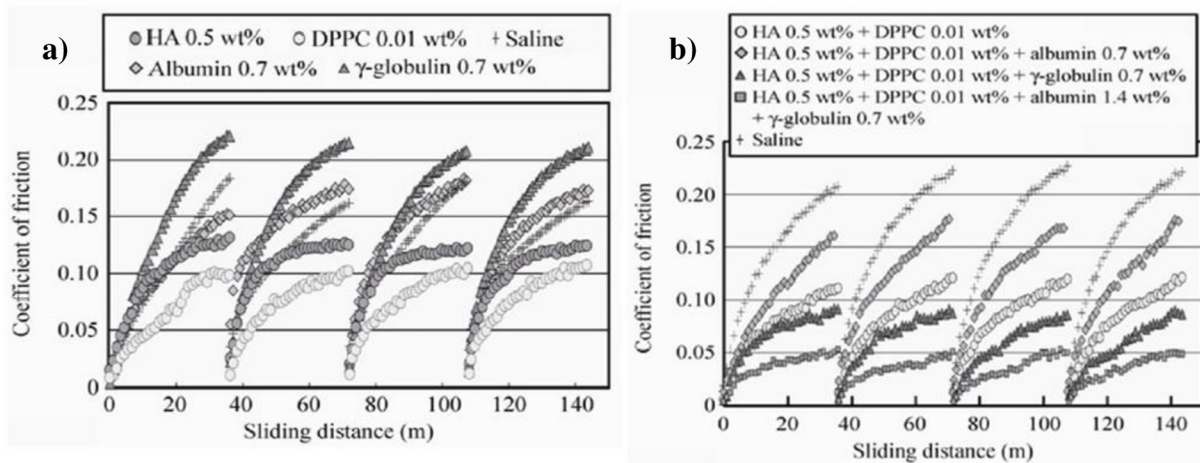 a)
HA 0.5 wt% DPPC 0.01 wt% Saline
Albumin 0.7 wt% γ-globulin 0.7 wt%
0.25
0.20
0.15
0.10
0.05
0
Coefficient of friction
0 20 40 60 80 100 120 140
Sliding distance (m)
b)
HA 0.5 wt% + DPPC 0.01 wt%
HA 0.5 wt% + DPPC 0.01 wt% + albumin 0.7 wt%
HA 0.5 wt% + DPPC 0.01 wt% + γ-globulin 0.7 wt%
HA 0.5 wt% + DPPC 0.01 wt% + albumin 1.4 wt%
+ γ-globulin 0.7 wt%
Saline
0.25
0.20
0.15
0.10
0.05
0
Coefficient of friction
0 20 40 60 80 100 120 140
Sliding distance (m)